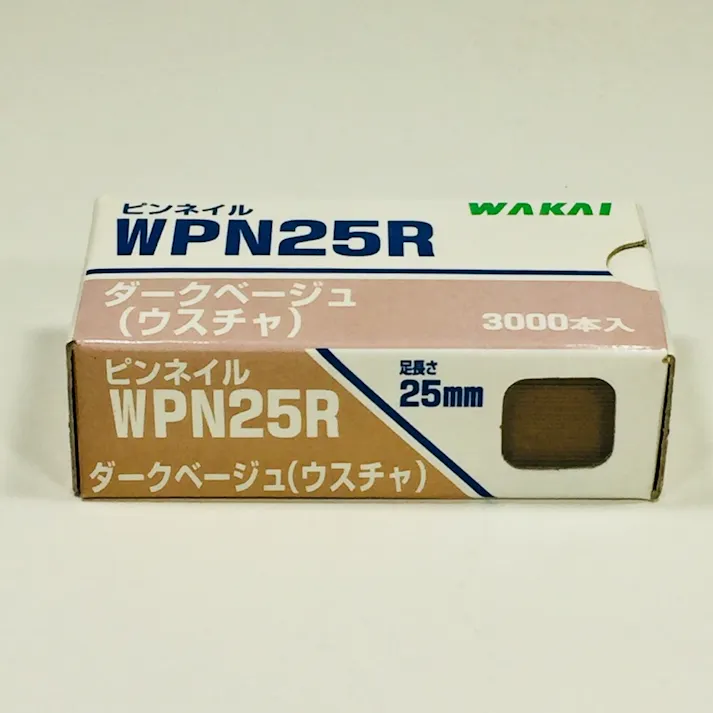 ピンネイル
WAKAI
WPN25R
ダークベージュ
(ウスチャ)
3000本入
ピンネイル
WPN25R
ダークベージュ(ウスチャ)
足長さ
25mm